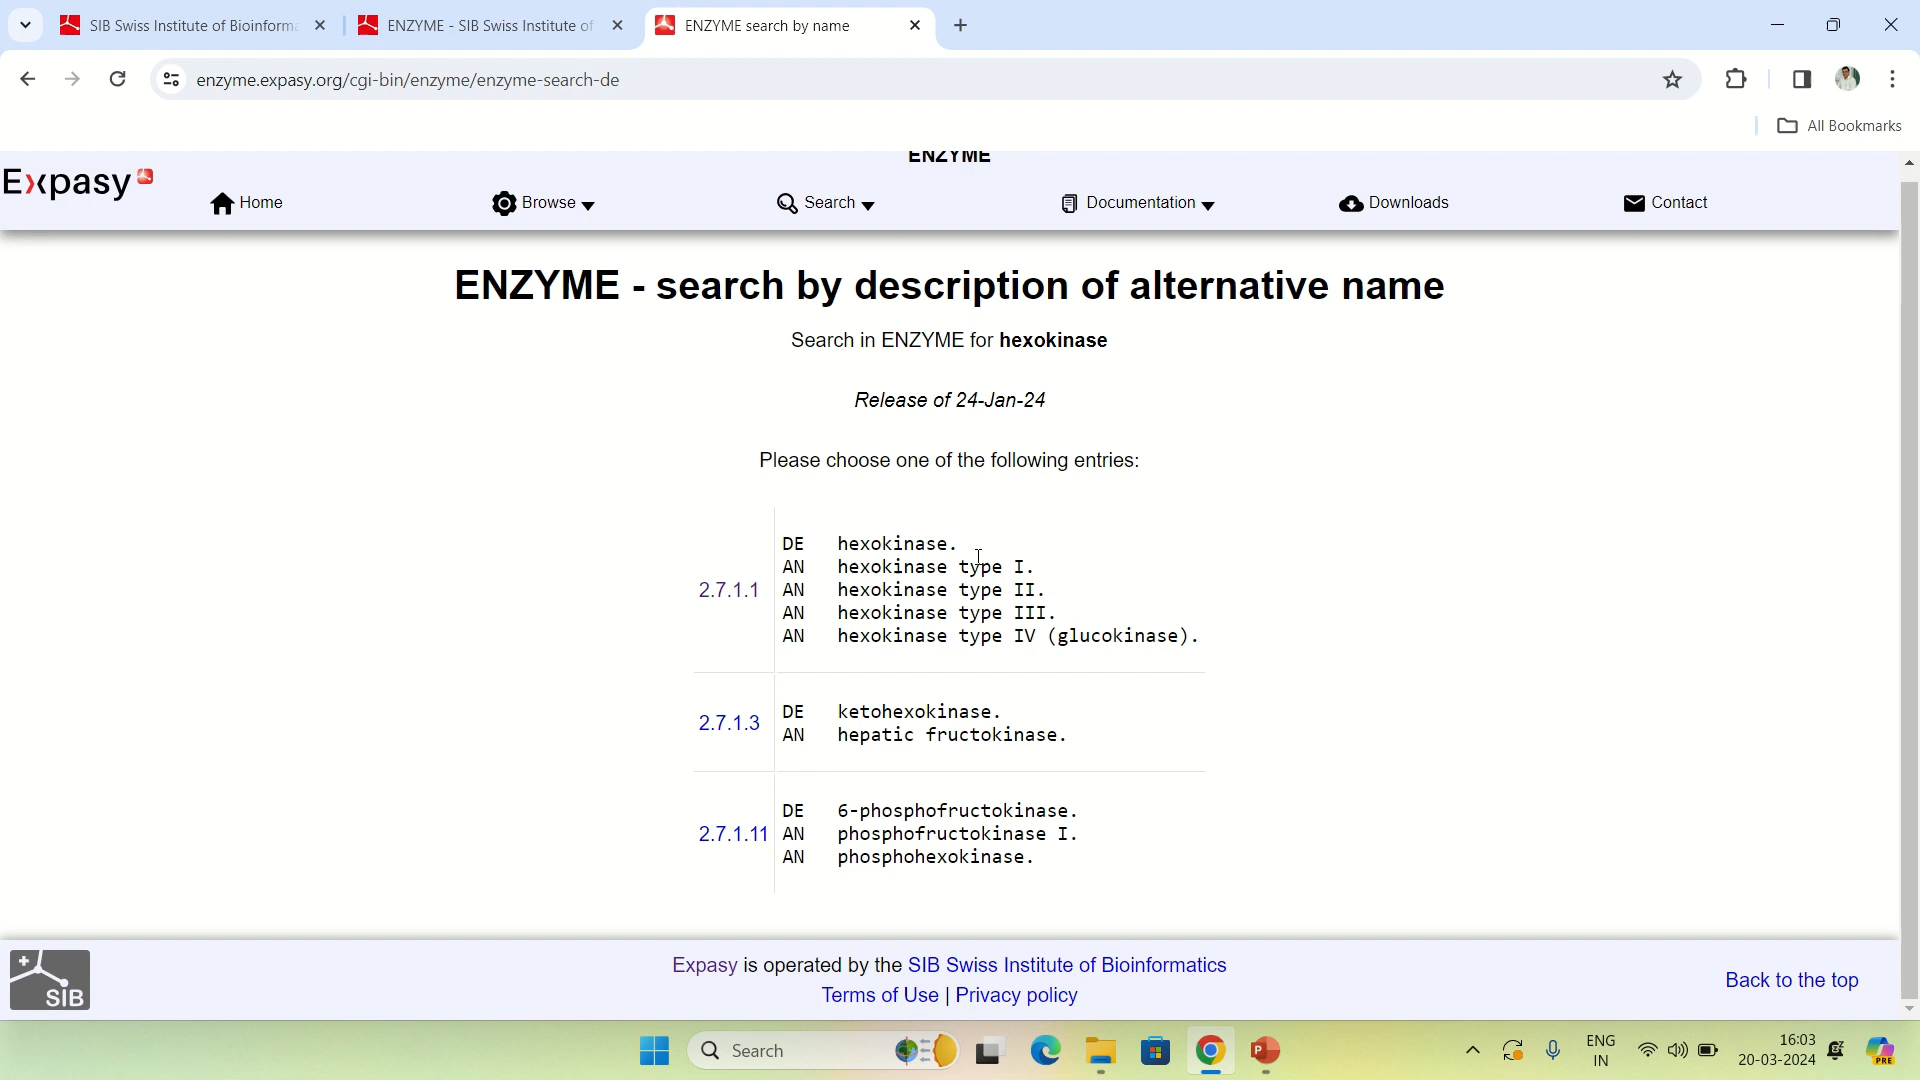 SIB Swiss Institute of Bioinforma
ENZYME - SIB Swiss Institute of
ENZYME search by name
enzyme.expasy.org/cgi-bin/enzyme/enzyme-search-de
All Bookmarks
ENZYME
Expasy
Home
Browse
Search
Documentation
Downloads
Contact
ENZYME - search by description of alternative name
Search in ENZYME for hexokinase
Release of 24-Jan-24
Please choose one of the following entries:
2.7.1.1
DE hexokinase.
AN hexokinase type I.
AN hexokinase type II.
AN hexokinase type III.
AN hexokinase type IV (glucokinase).
2.7.1.3
DE ketohexokinase.
AN hepatic fructokinase.
2.7.1.11
DE 6-phosphofructokinase.
AN phosphofructokinase I.
AN phosphohexokinase.
SIB
Expasy is operated by the SIB Swiss Institute of Bioinformatics
Terms of Use | Privacy policy
Back to the top
Search
ENG
IN
16:03
20-03-2024
PRE